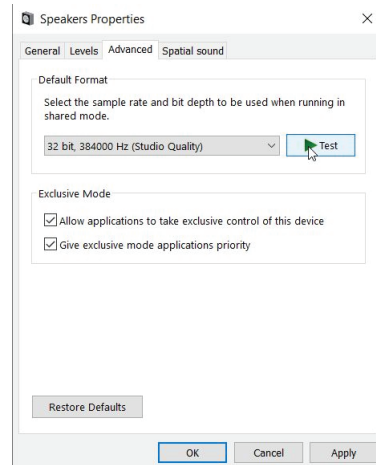 Speakers Properties
General Levels Advanced Spatial sound
Default Format
Select the sample rate and bit depth to be used when running in
shared mode.
32 bit, 384000 Hz (Studio Quality)
Test
Exclusive Mode
Allow applications to take exclusive control of this device
Give exclusive mode applications priority
Restore Defaults
OK Cancel Apply